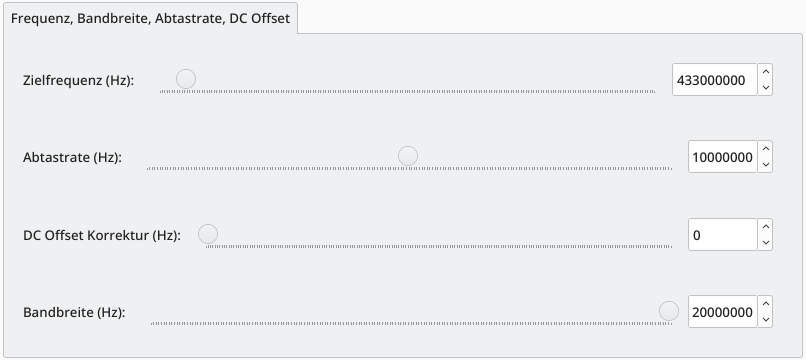 Frequenz, Bandbreite, Abtastrate, DC Offset
Zielfrequenz (Hz): 433000000
Abtastrate (Hz): 10000000
DC Offset Korrektur (Hz): 0
Bandbreite (Hz): 20000000